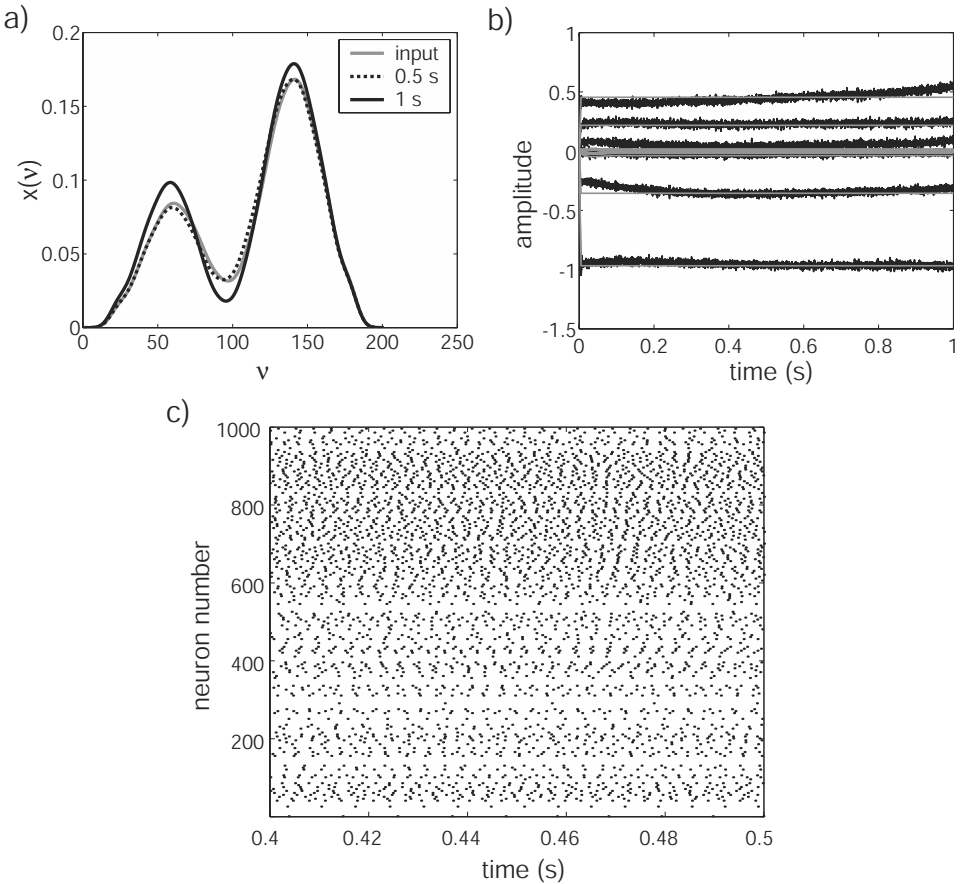 a)
0.2
0.15
0.1
0.05
0
x(ν)
0
50
100
150
200
250
ν
input
0.5 s
1 s
b)
1
0.5
0
-0.5
-1
-1.5
amplitude
0
0.2
0.4
0.6
0.8
1
time (s)
c)
1000
800
600
400
200
neuron number
0.4
0.42
0.44
0.46
0.48
0.5
time (s)